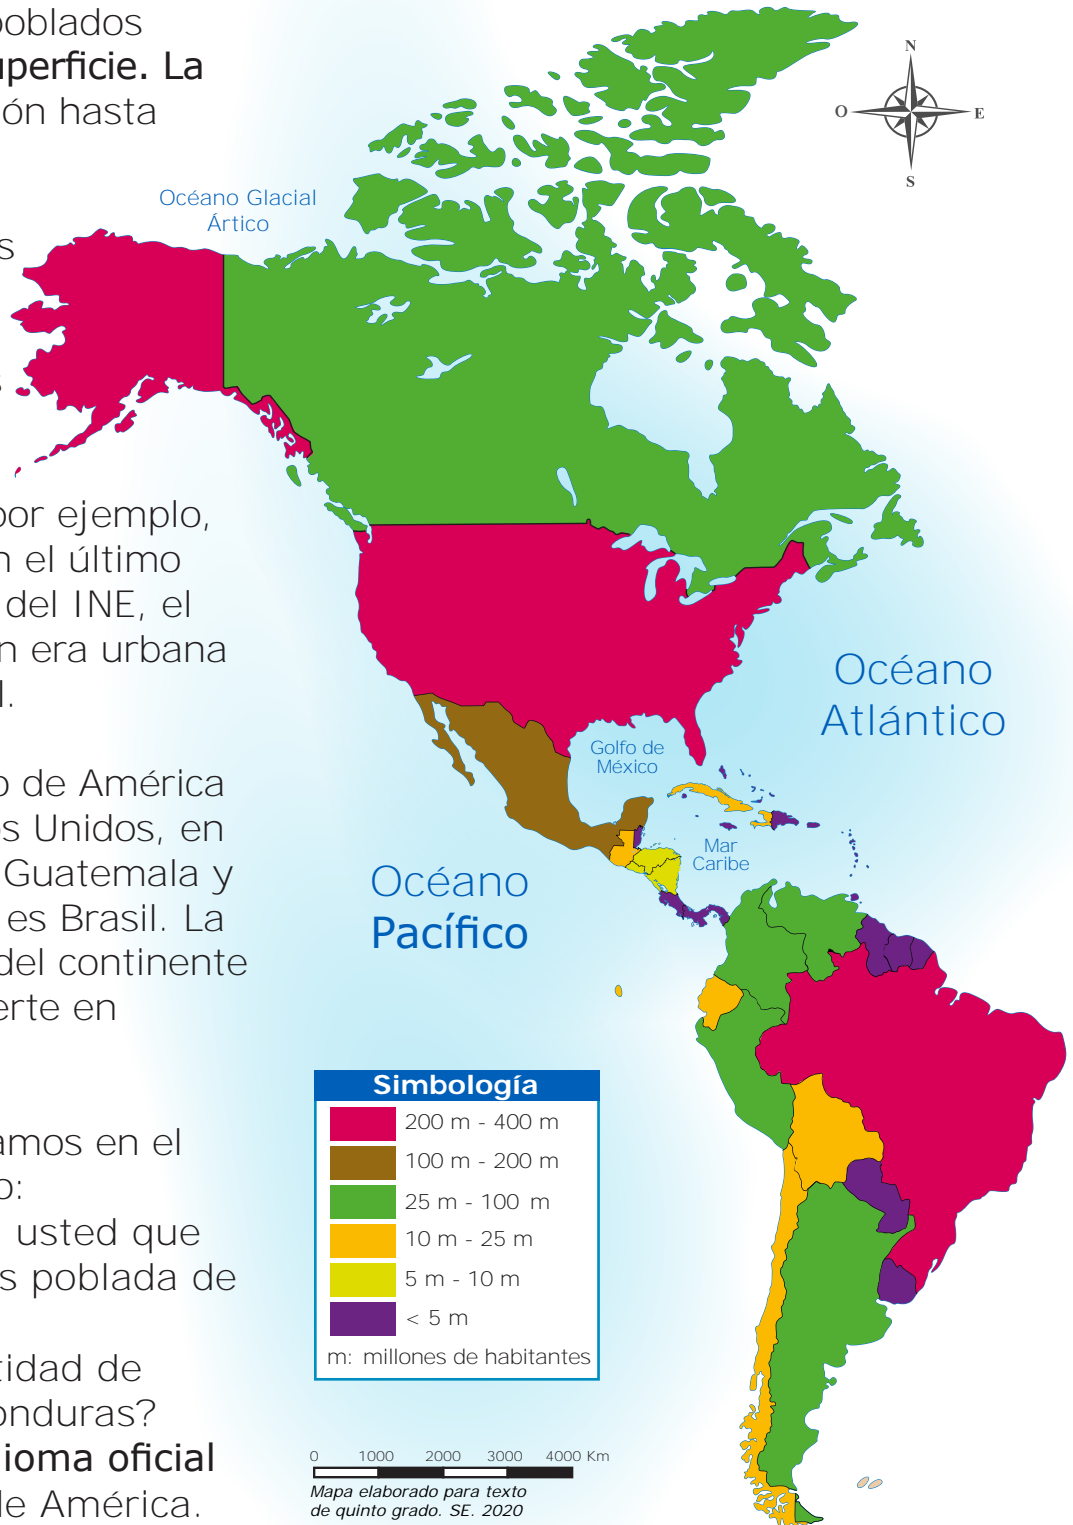 poblados
uperficie. La
ón hasta
s
s
por ejemplo,
n el último
del INE, el
n era urbana
l.
o de América
os Unidos, en
Guatemala y
es Brasil. La
del continente
erte en
amos en el
o:
usted que
s poblada de
tidad de
onduras?
ioma oficial
de América.
N
O
E
S
Océano Glacial
Ártico
Océano
Atlántico
Golfo de
México
Mar
Caribe
Océano
Pacífico
Simbología
200 m - 400 m
100 m - 200 m
25 m - 100 m
10 m - 25 m
5 m - 10 m
< 5 m
m: millones de habitantes
0 1000 2000 3000 4000 Km
Mapa elaborado para texto
de quinto grado. SE. 2020